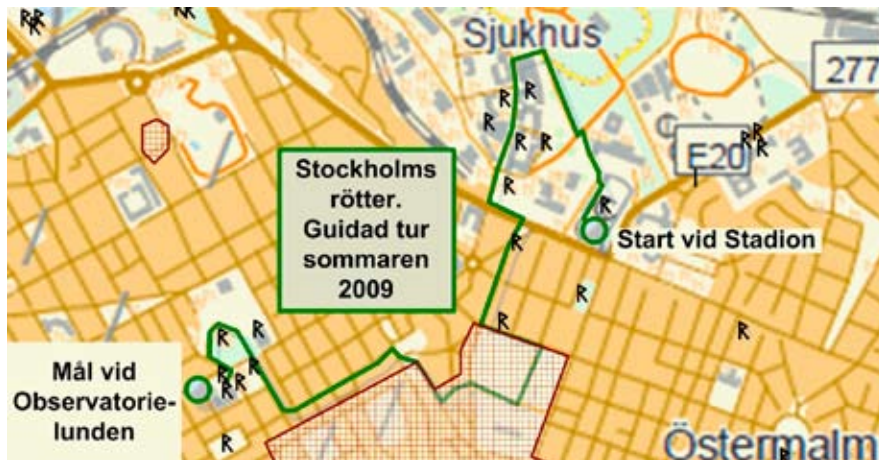 Sjukhus
277
E20
Stockholms
rötter.
Guidad tur
sommaren
2009
Start vid Stadion
Mål vid
Observatorie-
lunden
Östermalm